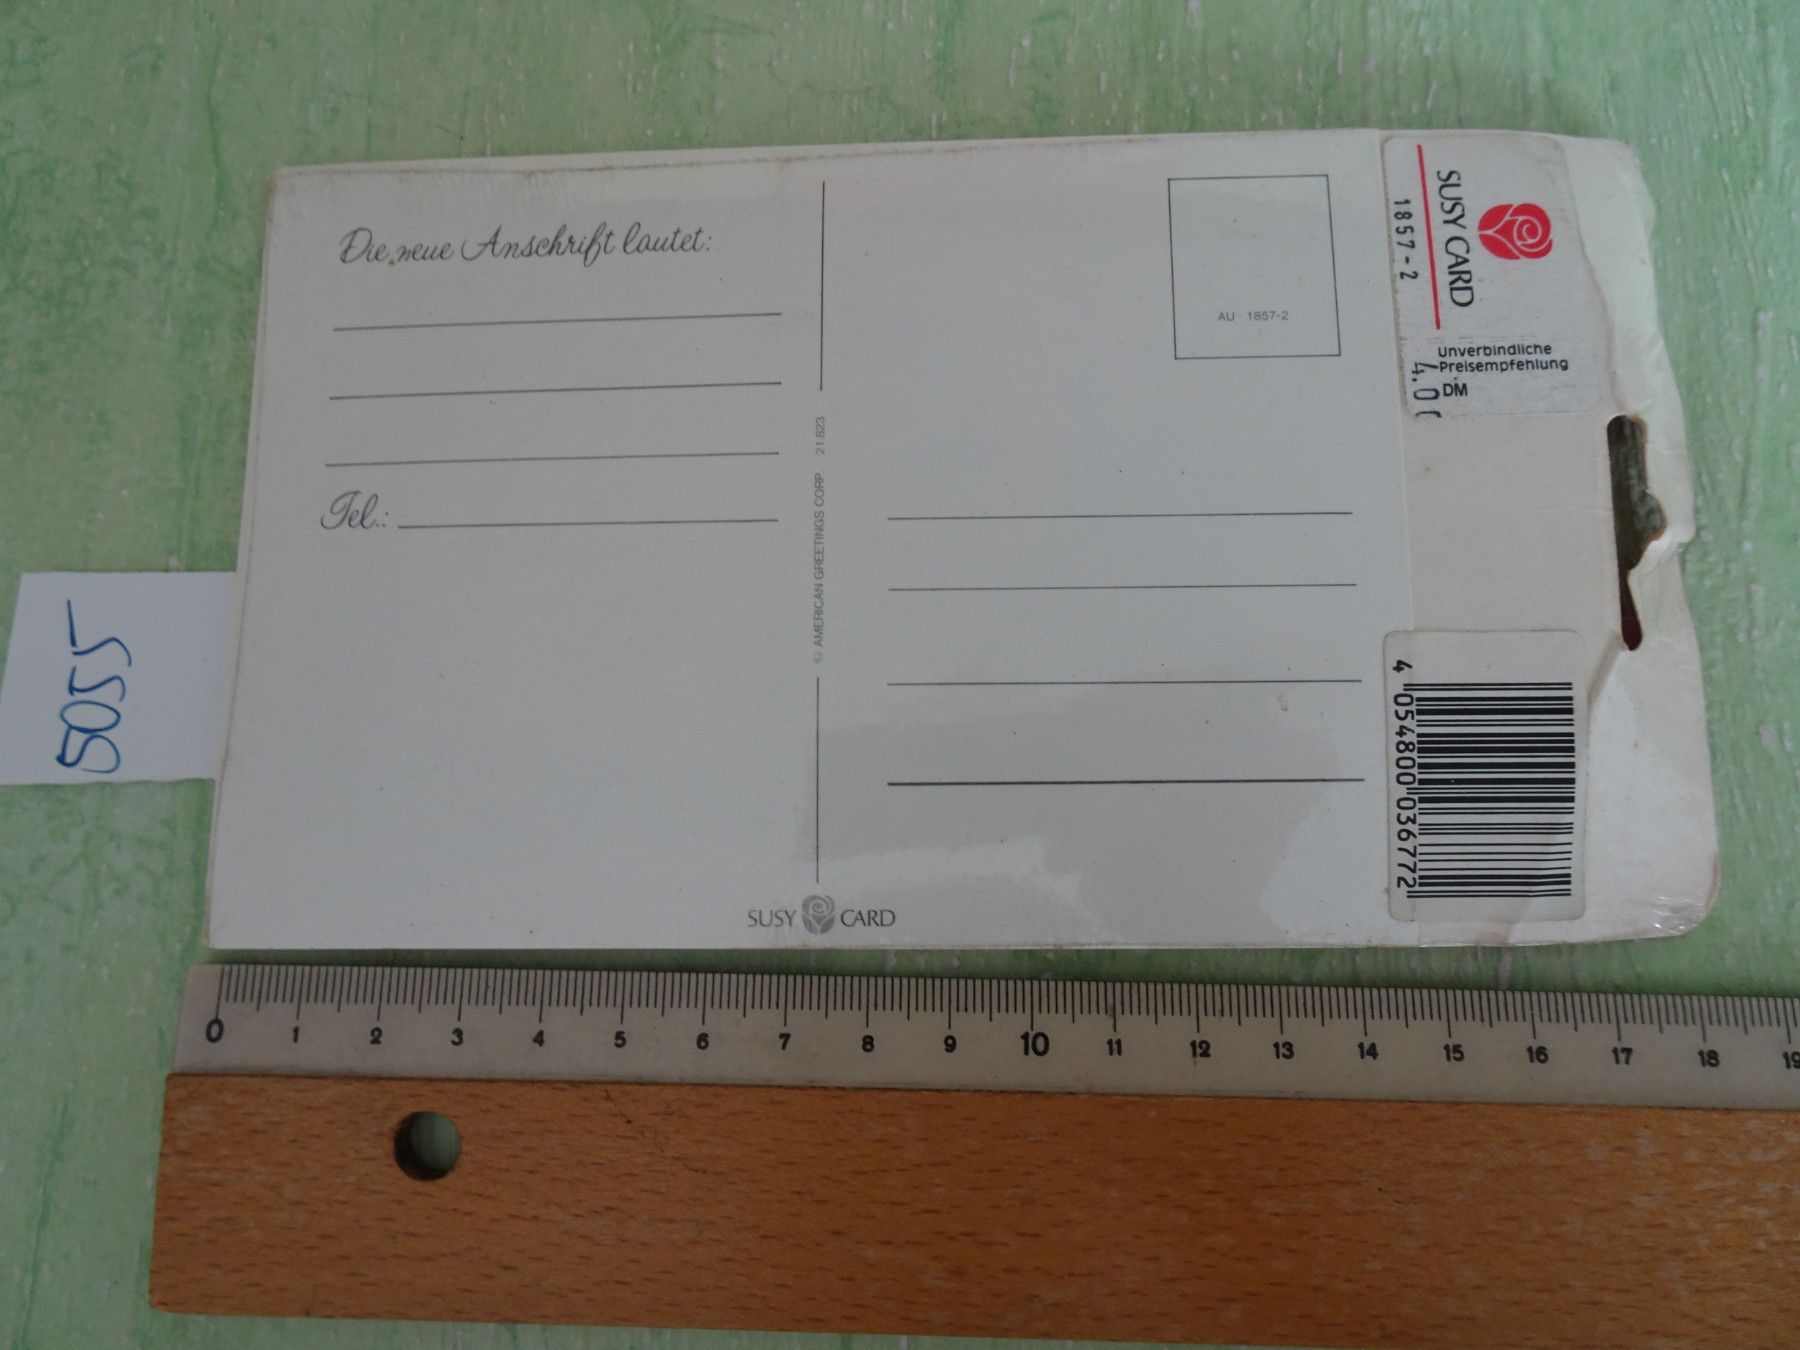 Die neue Anschrift lautet:
Tel.:
© AMERICAN GREETINGS CORP. 21.823
SUSY CARD
AU 1857-2
SUSY CARD
1857-2
Unverbindliche
Preisempfehlung
DM
4.00
4 054800 036772
5055
0 1 2 3 4 5 6 7 8 9 10 11 12 13 14 15 16 17 18 19